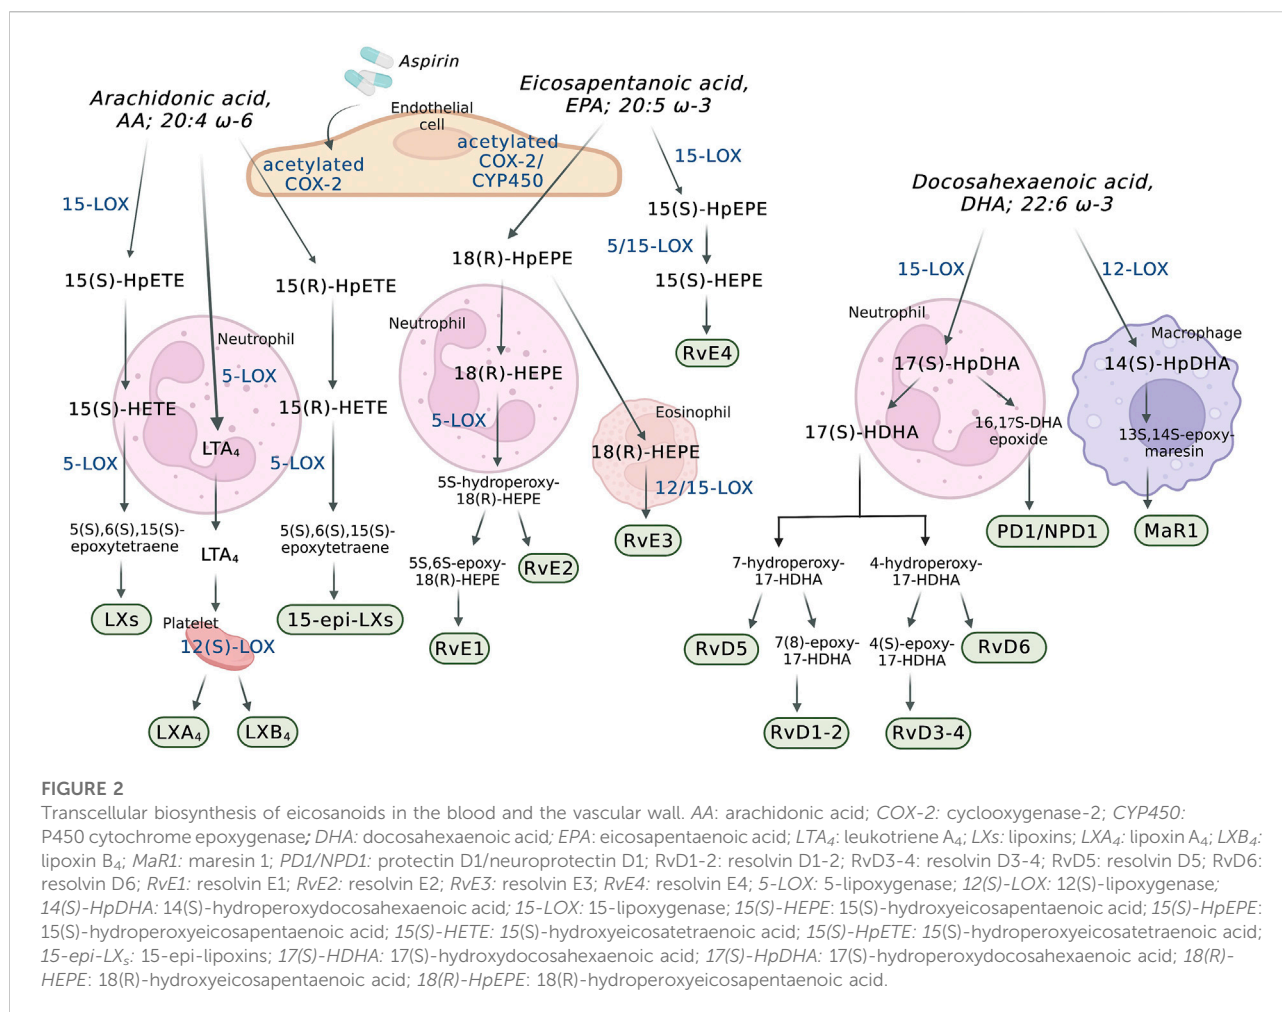 Aspirin
Arachidonic acid,
AA; 20:4 ω-6
Endothelial
cell
acetylated
COX-2
acetylated
COX-2/
CYP450
Eicosapentanoic acid,
EPA; 20:5 ω-3
Docosahexaenoic acid,
DHA; 22:6 ω-3
15-LOX
15(S)-HpETE
15(S)-HETE
5-LOX
5(S),6(S),15(S)-
epoxytetraene
LXs
Neutrophil
5-LOX
LTA₄
LTA₄
Platelet
12(S)-LOX
LXA₄
LXB₄
15(R)-HpETE
15(R)-HETE
5-LOX
5(S),6(S),15(S)-
epoxytetraene
15-epi-LXs
18(R)-HpEPE
Neutrophil
18(R)-HEPE
5-LOX
5S-hydroperoxy-
18(R)-HEPE
5S,6S-epoxy-
18(R)-HEPE
RvE2
RvE1
Eosinophil
18(R)-HEPE
12/15-LOX
RvE3
15-LOX
15(S)-HpEPE
5/15-LOX
15(S)-HEPE
RvE4
15-LOX
Neutrophil
17(S)-HpDHA
17(S)-HDHA
16,17S-DHA
epoxide
PD1/NPD1
7-hydroperoxy-
17-HDHA
RvD5
7(8)-epoxy-
17-HDHA
RvD1-2
4-hydroperoxy-
17-HDHA
4(S)-epoxy-
17-HDHA
RvD6
RvD3-4
12-LOX
Macrophage
14(S)-HpDHA
13S,14S-epoxy-
maresin
MaR1
FIGURE 2
Transcellular biosynthesis of eicosanoids in the blood and the vascular wall. AA: arachidonic acid; COX-2: cyclooxygenase-2; CYP450:
P450 cytochrome epoxygenase; DHA: docosahexaenoic acid; EPA: eicosapentaenoic acid; LTA₄: leukotriene A₄; LXs: lipoxins; LXA₄: lipoxin A₄; LXB₄:
lipoxin B₄; MaR1: maresin 1; PD1/NPD1: protectin D1/neuroprotectin D1; RvD1-2: resolvin D1-2; RvD3-4: resolvin D3-4; RvD5: resolvin D5; RvD6:
resolvin D6; RvE1: resolvin E1; RvE2: resolvin E2; RvE3: resolvin E3; RvE4: resolvin E4; 5-LOX: 5-lipoxygenase; 12(S)-LOX: 12(S)-lipoxygenase;
14(S)-HpDHA: 14(S)-hydroperoxydocosahexaenoic acid; 15-LOX: 15-lipoxygenase; 15(S)-HEPE: 15(S)-hydroxyeicosapentaenoic acid; 15(S)-HpEPE:
15(S)-hydroperoxyeicosapentaenoic acid; 15(S)-HETE: 15(S)-hydroxyeicosatetraenoic acid; 15(S)-HpETE: 15(S)-hydroperoxyeicosatetraenoic acid;
15-epi-LXₛ: 15-epi-lipoxins; 17(S)-HDHA: 17(S)-hydroxydocosahexaenoic acid; 17(S)-HpDHA: 17(S)-hydroperoxydocosahexaenoic acid; 18(R)-
HEPE: 18(R)-hydroxyeicosapentaenoic acid; 18(R)-HpEPE: 18(R)-hydroperoxyeicosapentaenoic acid.